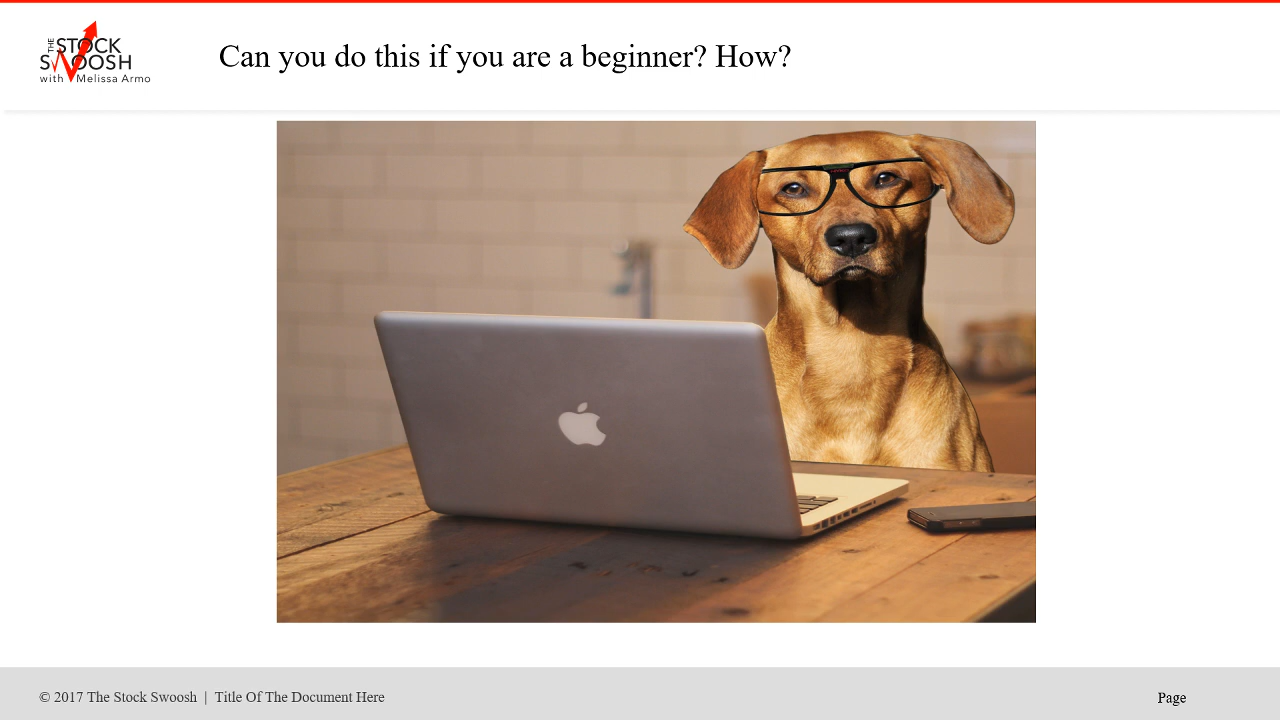 THE
STOCK
SWOOSH
with Melissa Armo
Can you do this if you are a beginner? How?
© 2017 The Stock Swoosh | Title Of The Document Here
Page